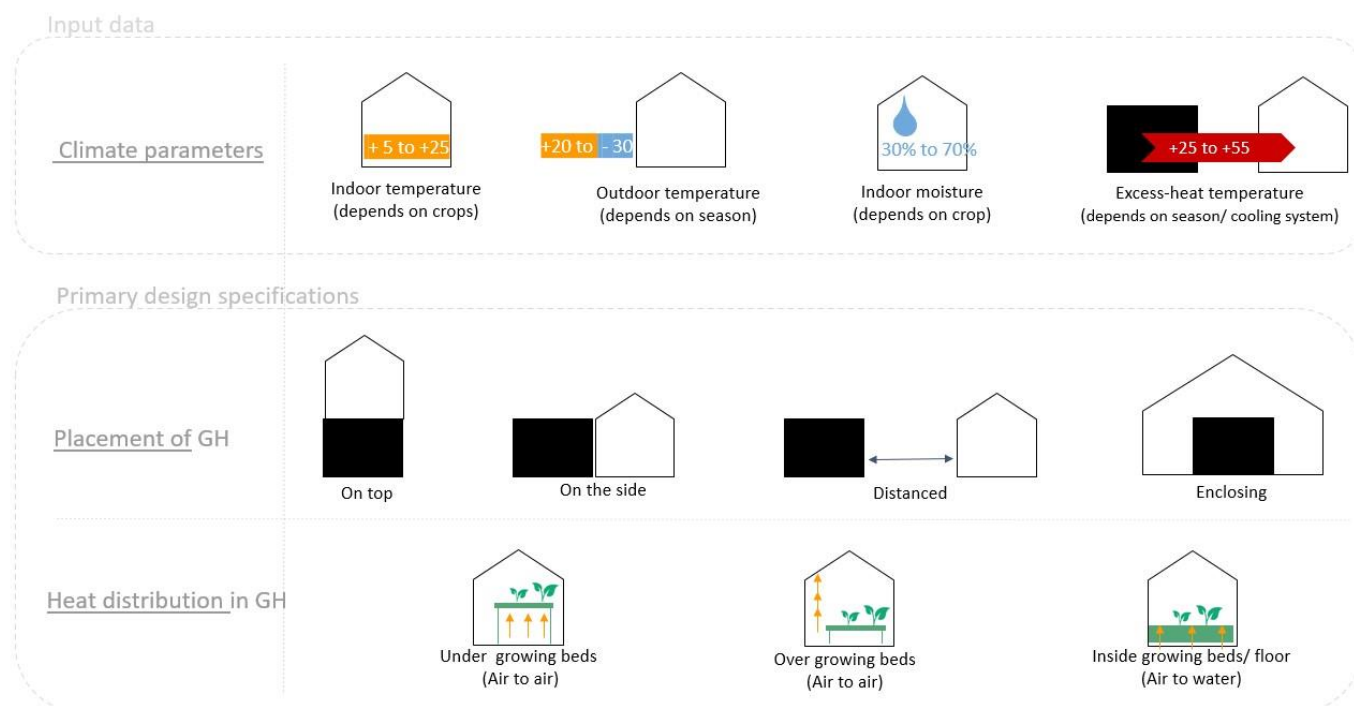 Input data
Climate parameters
+ 5 to +25
+20 to - 30
30% to 70%
+25 to +55
Indoor temperature
(depends on crops)
Outdoor temperature
(depends on season)
Indoor moisture
(depends on crop)
Excess-heat temperature
(depends on season/ cooling system)
Primary design specifications
Placement of GH
On top
On the side
Distanced
Enclosing
Heat distribution in GH
Under growing beds
(Air to air)
Over growing beds
(Air to air)
Inside growing beds/ floor
(Air to water)